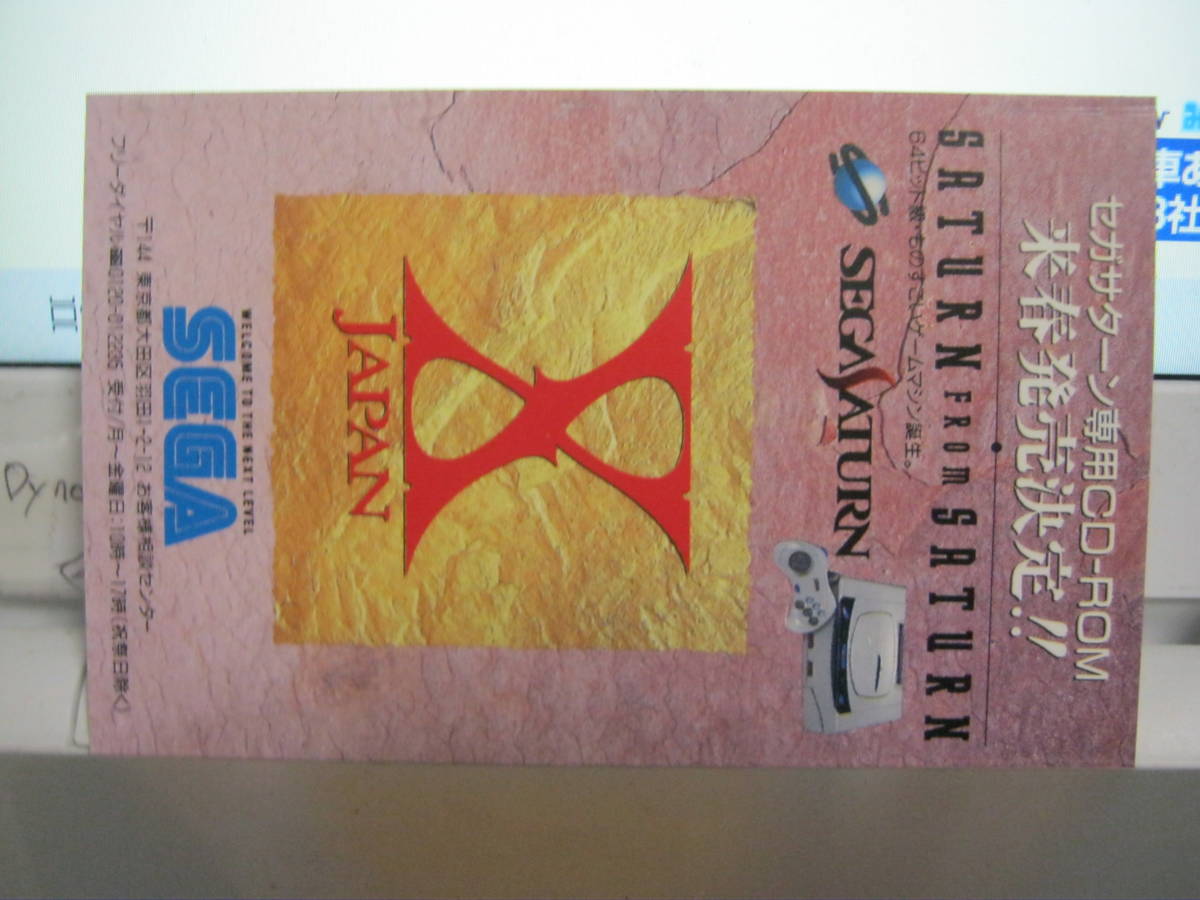 セガサターン専用CD-ROM
来春発売決定!!
SATURN FROM SATURN
64ビット級・ものすごいゲームマシン誕生。
SEGA SATURN
X
JAPAN
WELCOME TO THE NEXT LEVEL
SEGA
〒144 東京都大田区羽田1-2-12 お客様相談センター
フリーダイヤル 0120-012235 受付/月〜金曜日:10時〜17時(祝祭日除く)
車あ
3社